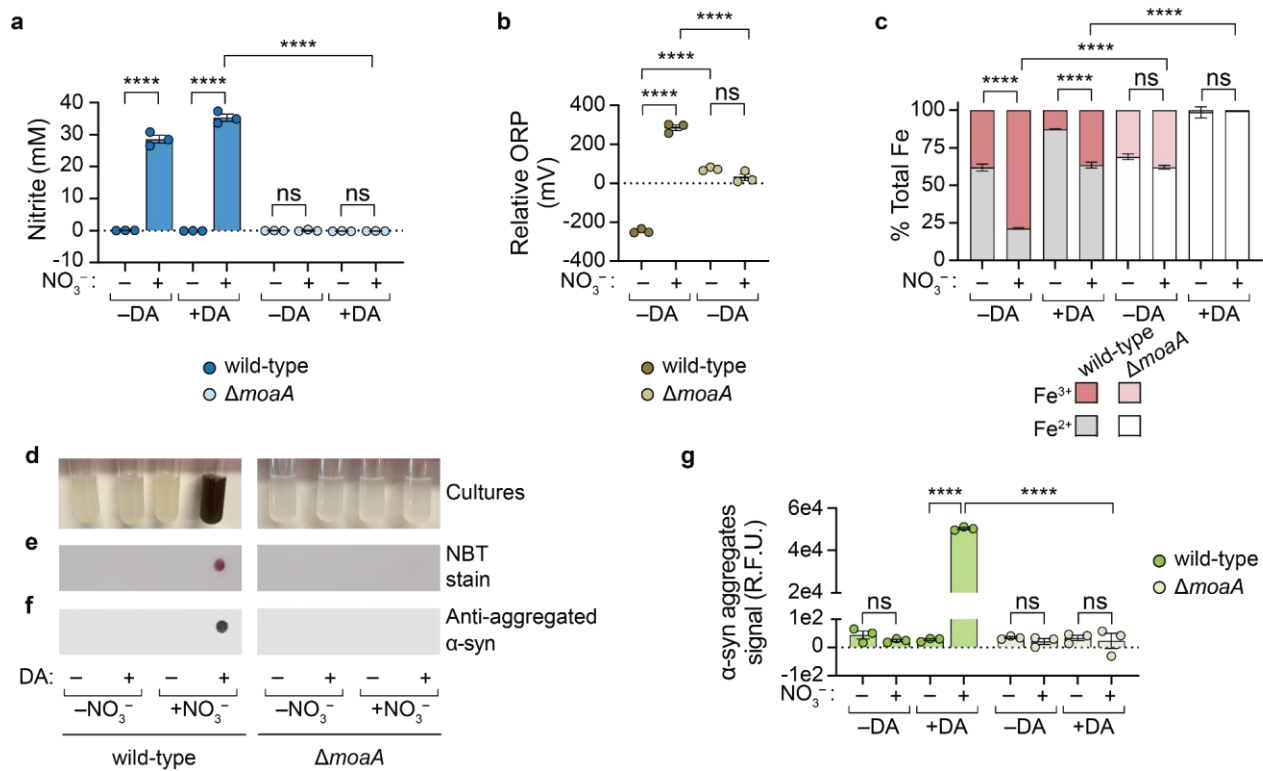 a
****
**** ****
ns ns
Nitrite (mM)
40
30
20
10
0
-10
NO₃⁻: – + – + – + – +
–DA +DA –DA +DA
wild-type
ΔmoaA
b
****
****
**** ns
Relative ORP
(mV)
400
200
0
-200
-400
– + – +
–DA –DA
wild-type
ΔmoaA
c
****
****
**** **** ns ns
% Total Fe
100
75
50
25
0
NO₃⁻: – + – + – + – +
–DA +DA –DA +DA
wild-type
ΔmoaA
Fe³⁺
Fe²⁺
d
Cultures
e
NBT
stain
f
Anti-aggregated
α-syn
DA: – + – + – + – +
–NO₃⁻ +NO₃⁻ –NO₃⁻ +NO₃⁻
wild-type ΔmoaA
g
**** ****
ns ns ns
α-syn aggregates
signal (R.F.U.)
6e4
4e4
2e4
1e2
0
-1e2
NO₃⁻: – + – + – + – +
–DA +DA –DA +DA
wild-type
ΔmoaA